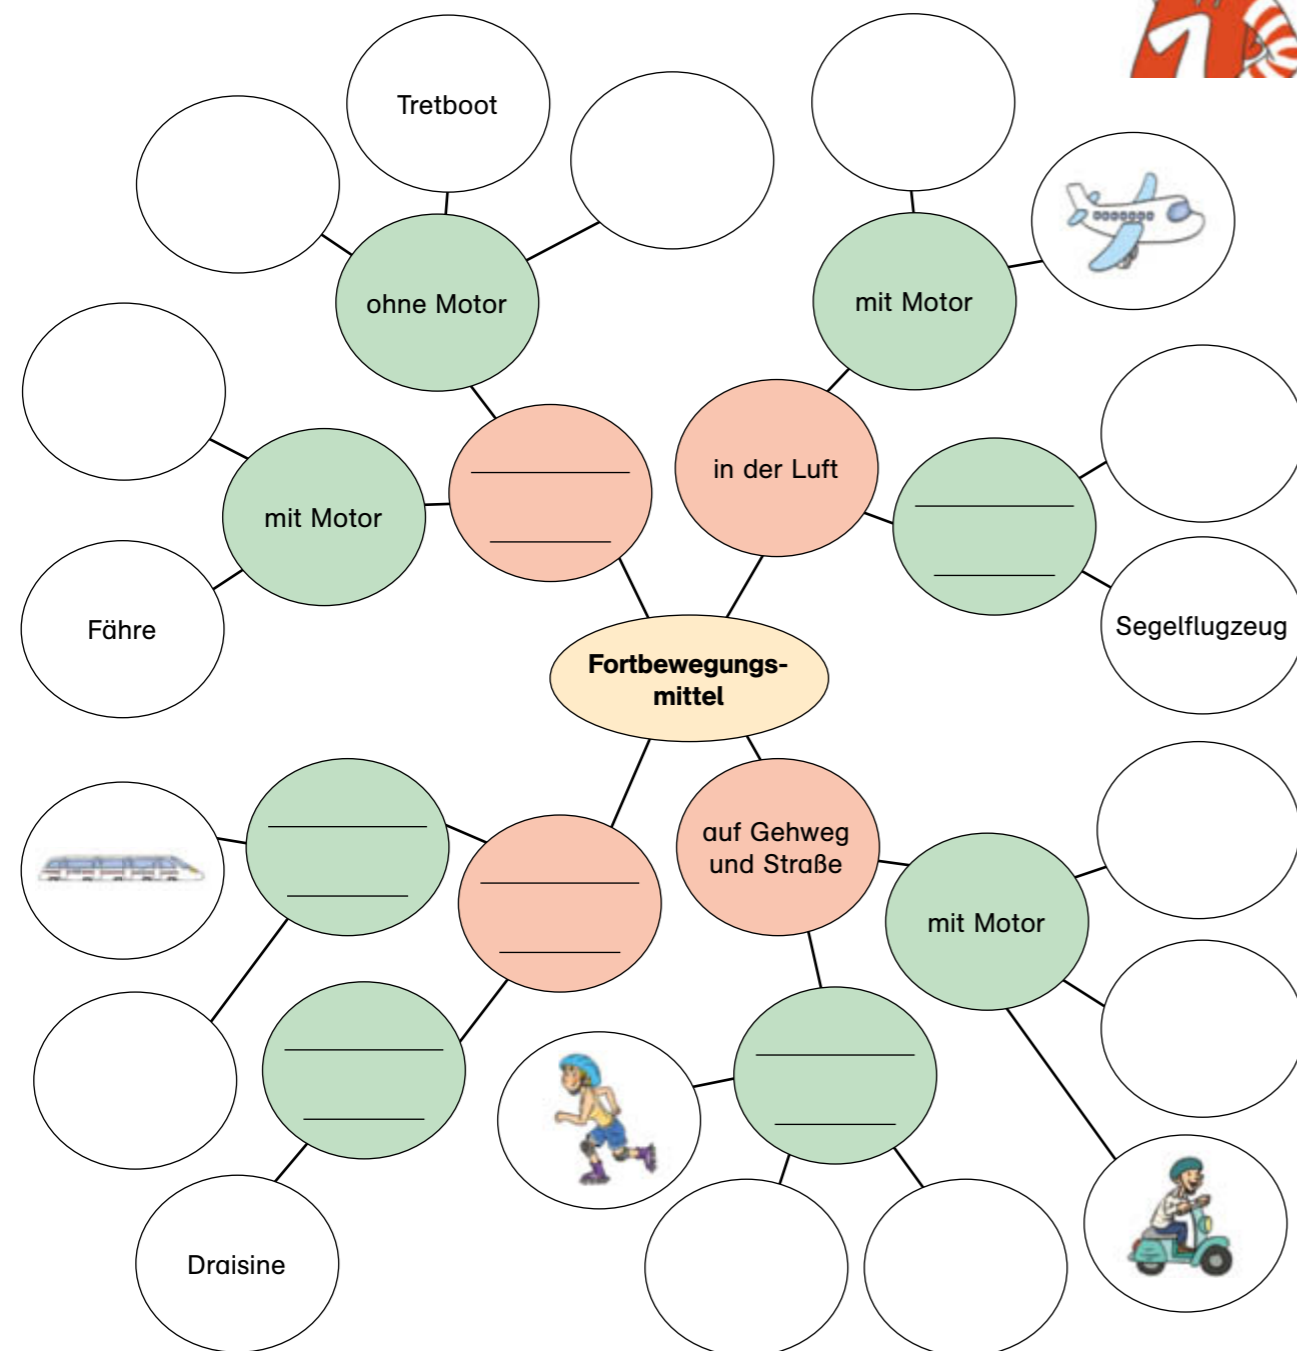 Tretboot
ohne Motor
mit Motor
in der Luft
mit Motor
Fähre
Segelflugzeug
Fortbewegungs-
mittel
auf Gehweg
und Straße
mit Motor
Draisine